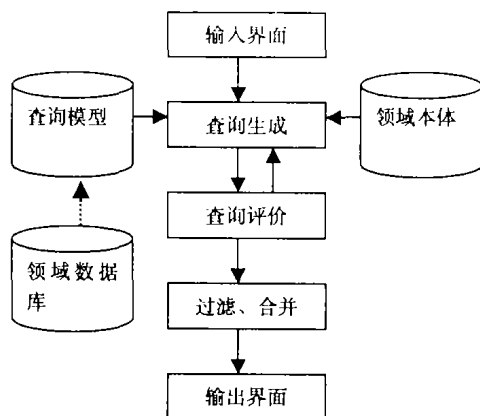 输入界面
查询模型
查询生成
领域本体
查询评价
领域数据
库
过滤、合并
输出界面